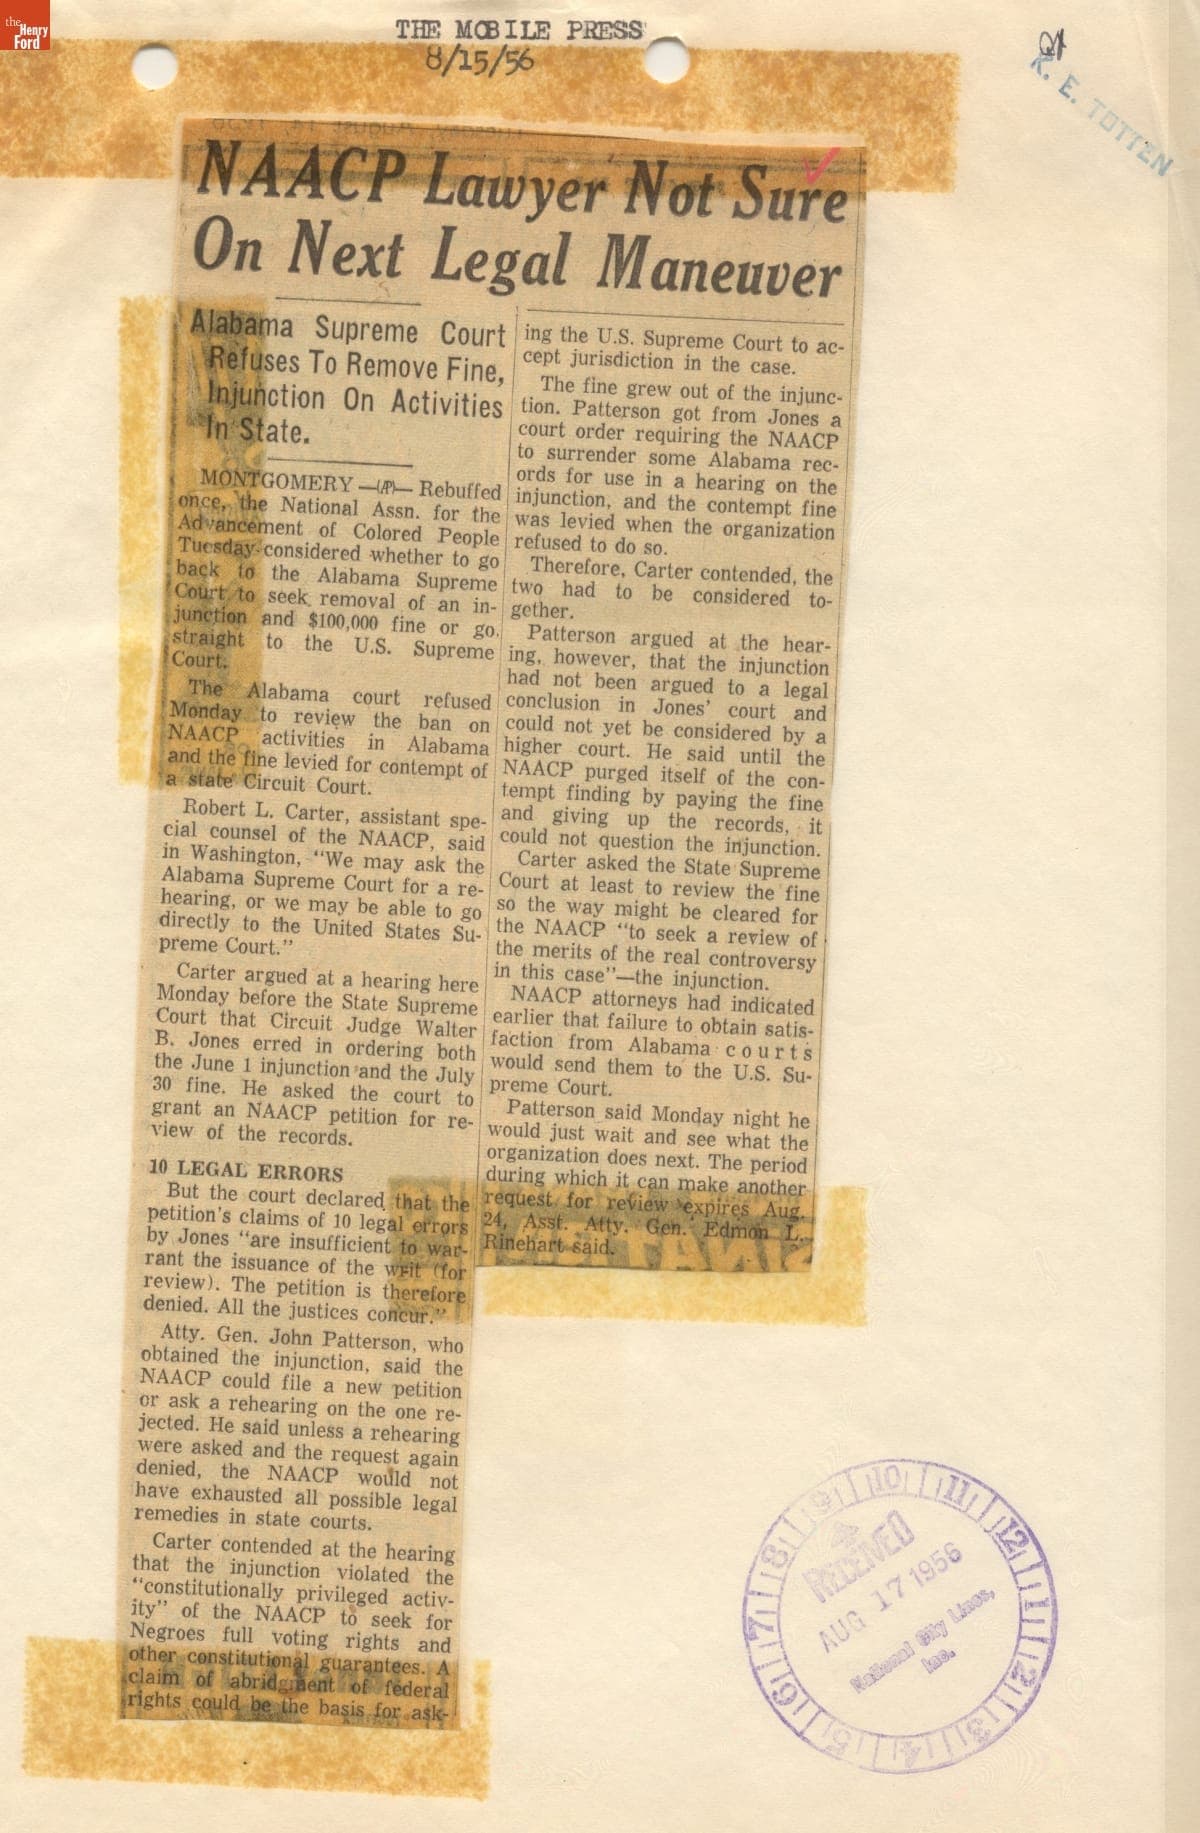 the
Henry
Ford
THE MOBILE PRESS
8/15/56
R. E. TOTTEN
NAACP Lawyer Not Sure
On Next Legal Maneuver
Alabama Supreme Court
Refuses To Remove Fine,
Injunction On Activities
In State.
MONTGOMERY —(AP)— Rebuffed
once, the National Assn. for the
Advancement of Colored People
Tuesday considered whether to go
back to the Alabama Supreme
Court to seek removal of an in-
junction and $100,000 fine or go
straight to the U.S. Supreme
Court.
The Alabama court refused
Monday to review the ban on
NAACP activities in Alabama
and the fine levied for contempt of
a state Circuit Court.
Robert L. Carter, assistant spe-
cial counsel of the NAACP, said
in Washington, "We may ask the
Alabama Supreme Court for a re-
hearing, or we may be able to go
directly to the United States Su-
preme Court."
Carter argued at a hearing here
Monday before the State Supreme
Court that Circuit Judge Walter
B. Jones erred in ordering both
the June 1 injunction and the July
30 fine. He asked the court to
grant an NAACP petition for re-
view of the records.
10 LEGAL ERRORS
But the court declared that the
petition's claims of 10 legal errors
by Jones "are insufficient to war-
rant the issuance of the writ (for
review). The petition is therefore
denied. All the justices concur."
Atty. Gen. John Patterson, who
obtained the injunction, said the
NAACP could file a new petition
or ask a rehearing on the one re-
jected. He said unless a rehearing
were asked and the request again
denied, the NAACP would not
have exhausted all possible legal
remedies in state courts.
Carter contended at the hearing
that the injunction violated the
"constitutionally privileged activ-
ity" of the NAACP to seek for
Negroes full voting rights and
other constitutional guarantees. A
claim of abridgment of federal
rights could be the basis for ask-
ing the U.S. Supreme Court to ac-
cept jurisdiction in the case.
The fine grew out of the injunc-
tion. Patterson got from Jones a
court order requiring the NAACP
to surrender some Alabama rec-
ords for use in a hearing on the
injunction, and the contempt fine
was levied when the organization
refused to do so.
Therefore, Carter contended, the
two had to be considered to-
gether.
Patterson argued at the hear-
ing, however, that the injunction
had not been argued to a legal
conclusion in Jones' court and
could not yet be considered by a
higher court. He said until the
NAACP purged itself of the con-
tempt finding by paying the fine
and giving up the records, it
could not question the injunction.
Carter asked the State Supreme
Court at least to review the fine
so the way might be cleared for
the NAACP "to seek a review of
the merits of the real controversy
in this case"—the injunction.
NAACP attorneys had indicated
earlier that failure to obtain satis-
faction from Alabama courts
would send them to the U.S. Su-
preme Court.
Patterson said Monday night he
would just wait and see what the
organization does next. The period
during which it can make another
request for review expires Aug.
24, Asst. Atty. Gen. Edmon L.
Rinehart said.
10 11 12 1 2 3 4 5 6 7 8 9
RECEIVED
AUG 17 1956
National City Lines,
Inc.